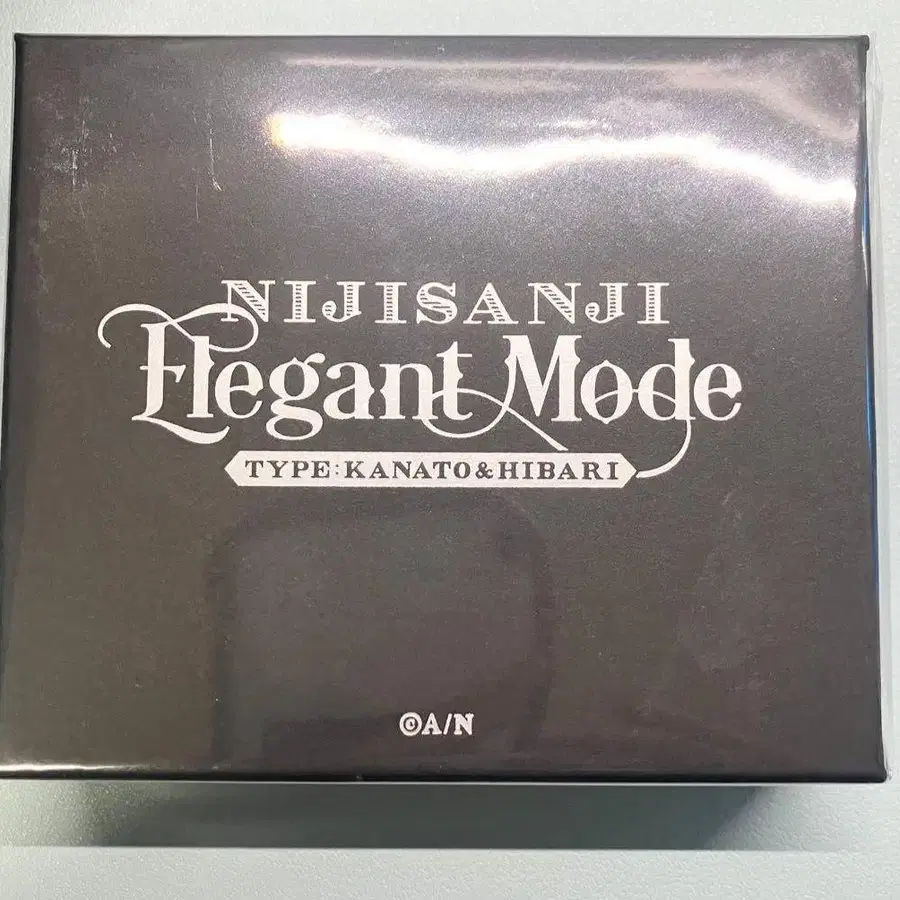 NIJISANJI
Elegant Mode
TYPE:KANATO&HIBARI
©A/N